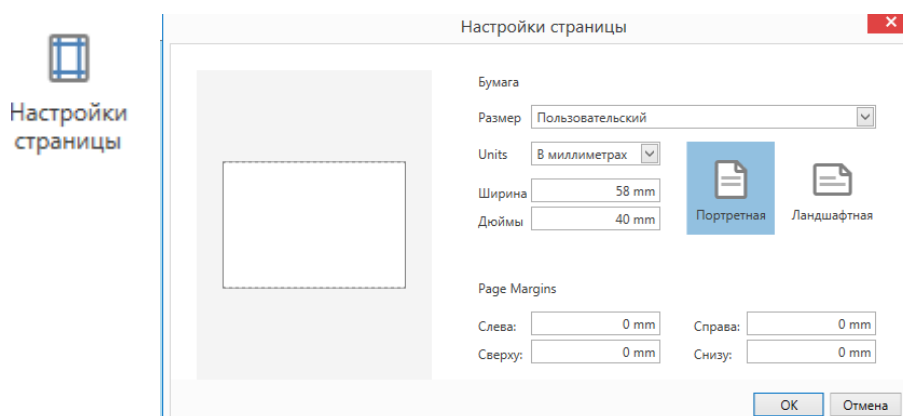 Настройки
страницы
Настройки страницы
Бумага
Размер Пользовательский
Units В миллиметрах
Ширина 58 mm
Дюймы 40 mm
Портретная Ландшафтная
Page Margins
Слева: 0 mm Справа: 0 mm
Сверху: 0 mm Снизу: 0 mm
OK Отмена